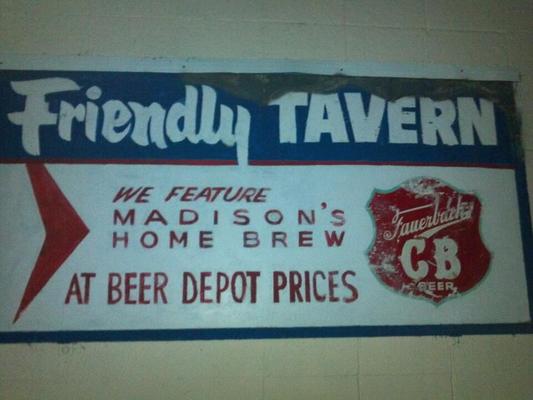 Friendly TAVERN
WE FEATURE
MADISON'S
HOME BREW
AT BEER DEPOT PRICES
Fauerbach
CB
BEER